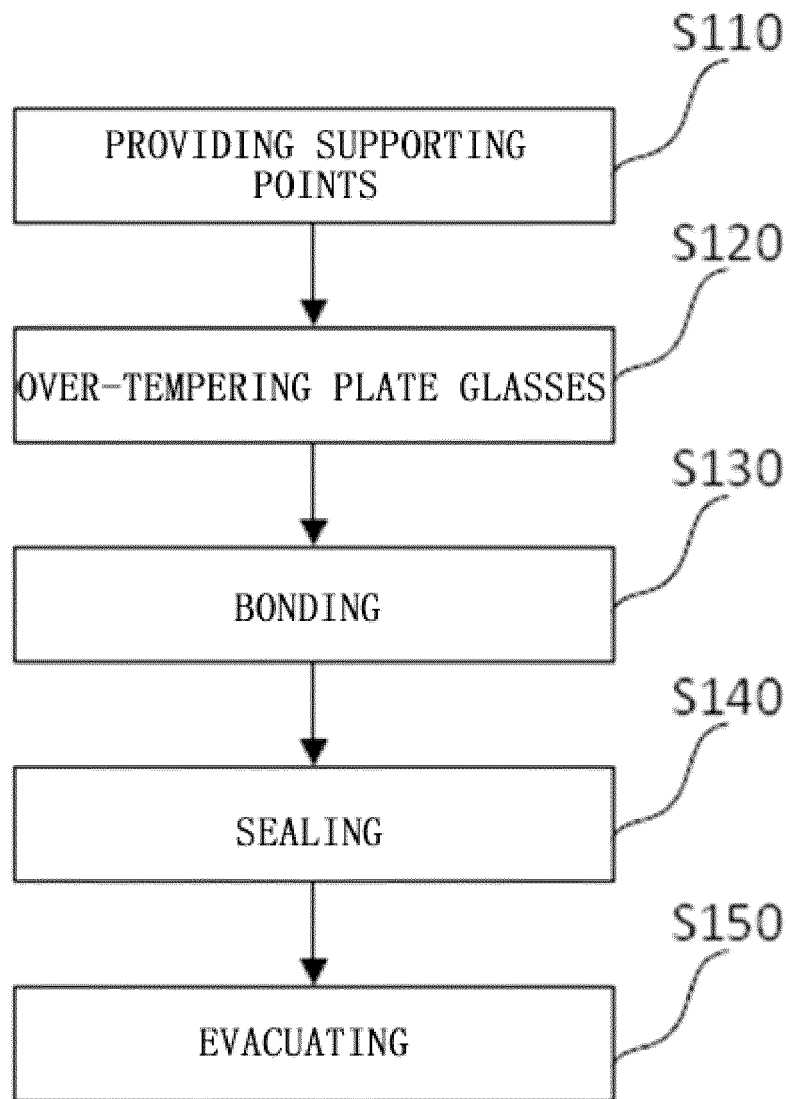 S110
PROVIDING SUPPORTING
POINTS
S120
OVER-TEMPERING PLATE GLASSES
S130
BONDING
S140
SEALING
S150
EVACUATING